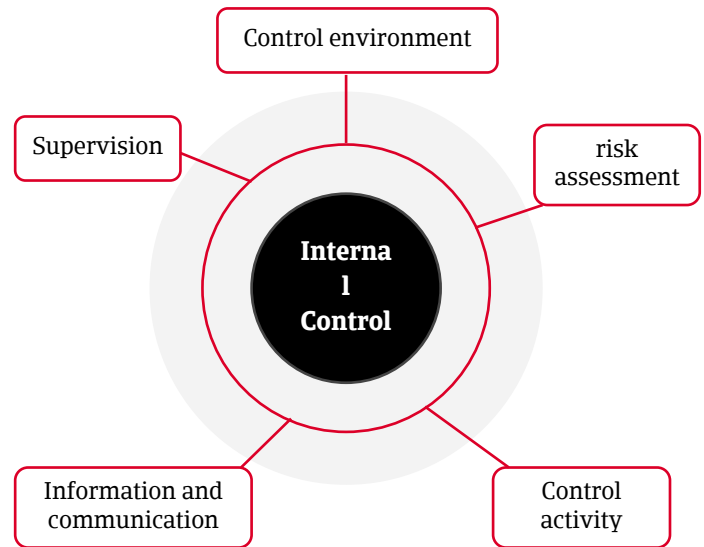 Control environment
Supervision
risk
assessment
Interna
l
Control
Information and
communication
Control
activity